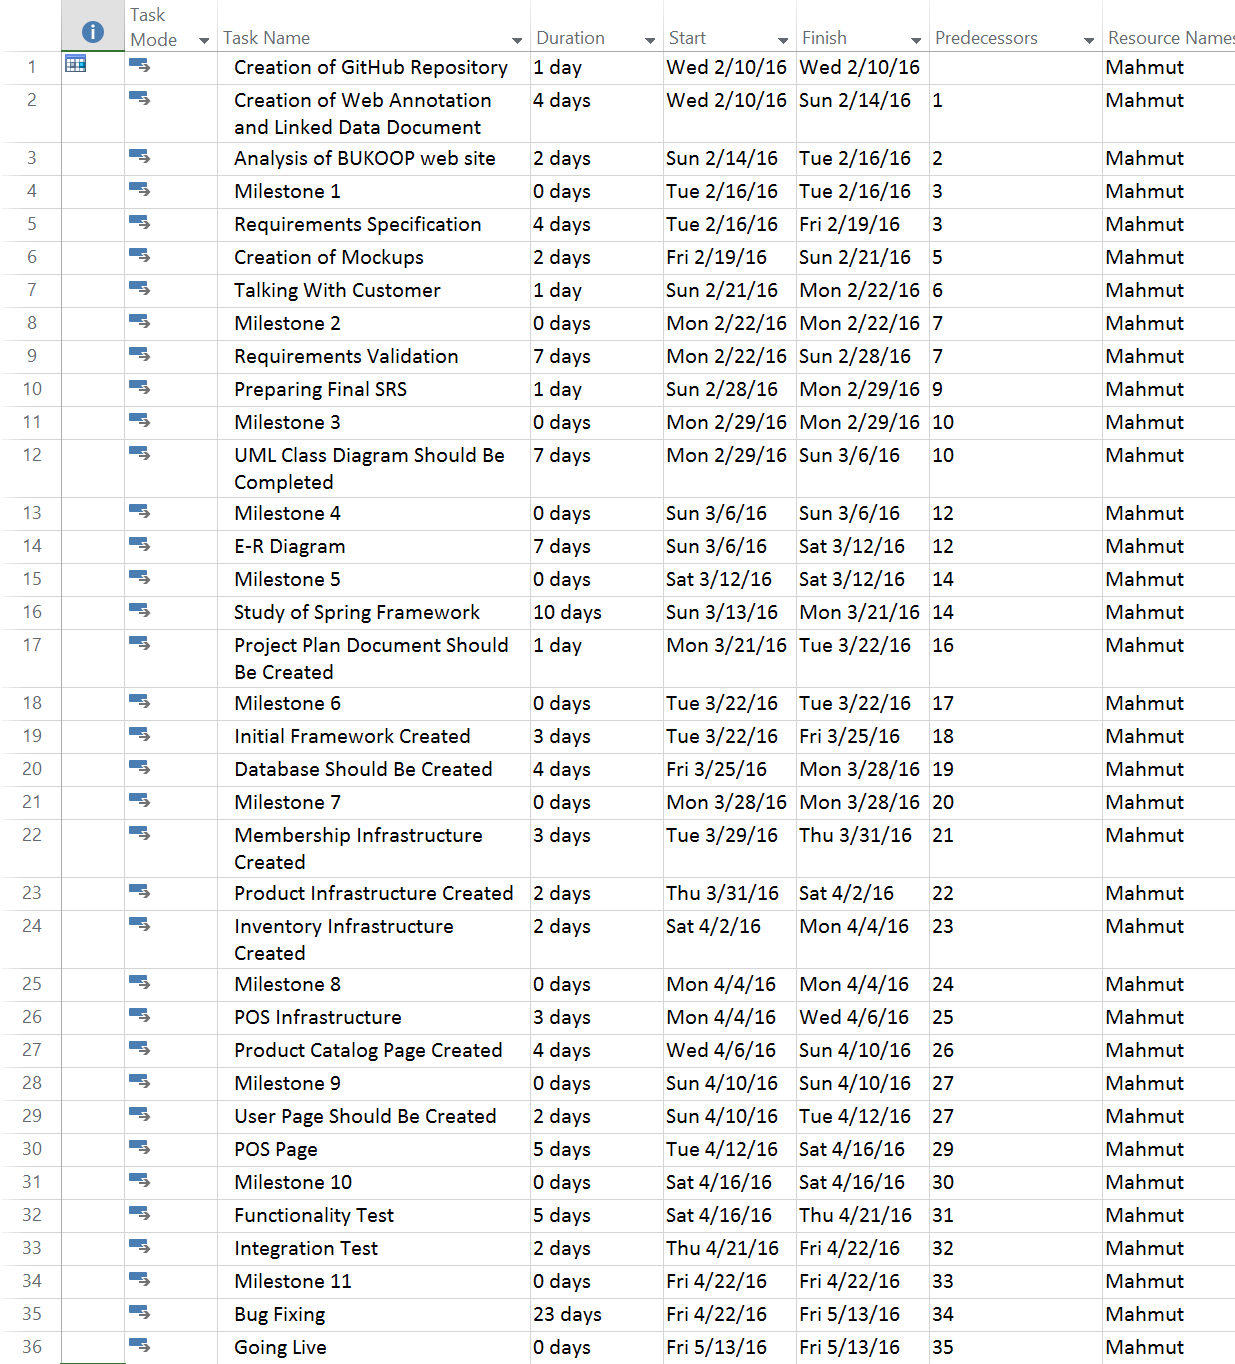 Task
Mode
Task Name Duration Start Finish Predecessors Resource Names
1 Creation of GitHub Repository 1 day Wed 2/10/16 Wed 2/10/16 Mahmut
2 Creation of Web Annotation 4 days Wed 2/10/16 Sun 2/14/16 1 Mahmut
and Linked Data Document
3 Analysis of BUKOOP web site 2 days Sun 2/14/16 Tue 2/16/16 2 Mahmut
4 Milestone 1 0 days Tue 2/16/16 Tue 2/16/16 3 Mahmut
5 Requirements Specification 4 days Tue 2/16/16 Fri 2/19/16 3 Mahmut
6 Creation of Mockups 2 days Fri 2/19/16 Sun 2/21/16 5 Mahmut
7 Talking With Customer 1 day Sun 2/21/16 Mon 2/22/16 6 Mahmut
8 Milestone 2 0 days Mon 2/22/16 Mon 2/22/16 7 Mahmut
9 Requirements Validation 7 days Mon 2/22/16 Sun 2/28/16 7 Mahmut
10 Preparing Final SRS 1 day Sun 2/28/16 Mon 2/29/16 9 Mahmut
11 Milestone 3 0 days Mon 2/29/16 Mon 2/29/16 10 Mahmut
12 UML Class Diagram Should Be 7 days Mon 2/29/16 Sun 3/6/16 10 Mahmut
Completed
13 Milestone 4 0 days Sun 3/6/16 Sun 3/6/16 12 Mahmut
14 E-R Diagram 7 days Sun 3/6/16 Sat 3/12/16 12 Mahmut
15 Milestone 5 0 days Sat 3/12/16 Sat 3/12/16 14 Mahmut
16 Study of Spring Framework 10 days Sun 3/13/16 Mon 3/21/16 14 Mahmut
17 Project Plan Document Should 1 day Mon 3/21/16 Tue 3/22/16 16 Mahmut
Be Created
18 Milestone 6 0 days Tue 3/22/16 Tue 3/22/16 17 Mahmut
19 Initial Framework Created 3 days Tue 3/22/16 Fri 3/25/16 18 Mahmut
20 Database Should Be Created 4 days Fri 3/25/16 Mon 3/28/16 19 Mahmut
21 Milestone 7 0 days Mon 3/28/16 Mon 3/28/16 20 Mahmut
22 Membership Infrastructure 3 days Tue 3/29/16 Thu 3/31/16 21 Mahmut
Created
23 Product Infrastructure Created 2 days Thu 3/31/16 Sat 4/2/16 22 Mahmut
24 Inventory Infrastructure 2 days Sat 4/2/16 Mon 4/4/16 23 Mahmut
Created
25 Milestone 8 0 days Mon 4/4/16 Mon 4/4/16 24 Mahmut
26 POS Infrastructure 3 days Mon 4/4/16 Wed 4/6/16 25 Mahmut
27 Product Catalog Page Created 4 days Wed 4/6/16 Sun 4/10/16 26 Mahmut
28 Milestone 9 0 days Sun 4/10/16 Sun 4/10/16 27 Mahmut
29 User Page Should Be Created 2 days Sun 4/10/16 Tue 4/12/16 27 Mahmut
30 POS Page 5 days Tue 4/12/16 Sat 4/16/16 29 Mahmut
31 Milestone 10 0 days Sat 4/16/16 Sat 4/16/16 30 Mahmut
32 Functionality Test 5 days Sat 4/16/16 Thu 4/21/16 31 Mahmut
33 Integration Test 2 days Thu 4/21/16 Fri 4/22/16 32 Mahmut
34 Milestone 11 0 days Fri 4/22/16 Fri 4/22/16 33 Mahmut
35 Bug Fixing 23 days Fri 4/22/16 Fri 5/13/16 34 Mahmut
36 Going Live 0 days Fri 5/13/16 Fri 5/13/16 35 Mahmut